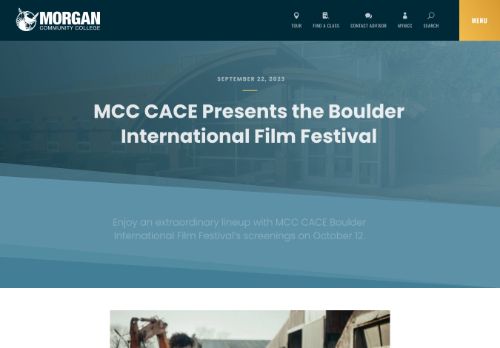 MORGAN
COMMUNITY COLLEGE
TOUR
FIND A CLASS
CONTACT ADVISOR
MYMCC
SEARCH
MENU
SEPTEMBER 22, 2023
MCC CACE Presents the Boulder
International Film Festival
Enjoy an extraordinary lineup with MCC CACE Boulder
International Film Festival's screenings on October 12.